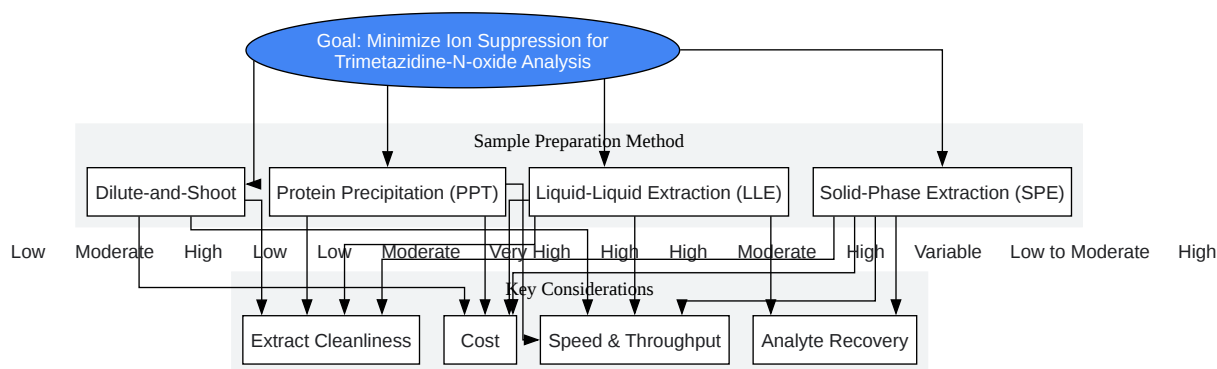 Goal: Minimize Ion Suppression for
Trimetazidine-N-oxide Analysis
Sample Preparation Method
Dilute-and-Shoot
Protein Precipitation (PPT)
Liquid-Liquid Extraction (LLE)
Solid-Phase Extraction (SPE)
Low Moderate High Low Low Moderate Very High High High Moderate High Variable Low to Moderate High
Key Considerations
Extract Cleanliness
Cost
Speed & Throughput
Analyte Recovery